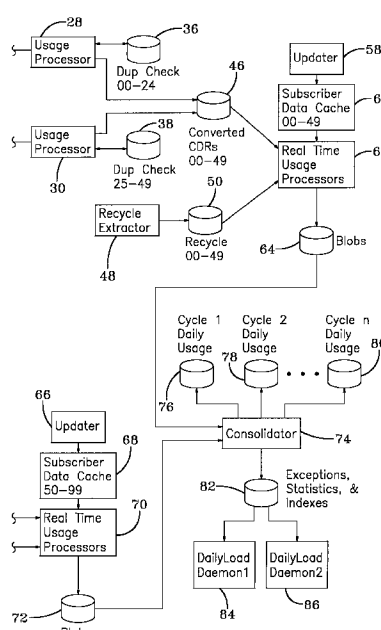 28
Usage
Processor
36
Dup Check
00-24
Usage
Processor
30
38
Dup Check
25-49
46
Converted
CDRs
00-49
Updater
58
Subscriber
Data Cache
00-49
6
Real Time
Usage
Processors
6
Recycle
Extractor
48
50
Recycle
00-49
64
Blobs
Cycle 1
Daily
Usage
76
Cycle 2
Daily
Usage
78
Cycle n
Daily
Usage
Consolidator
74
66
Updater
68
Subscriber
Data Cache
50-99
70
Real Time
Usage
Processors
72
82
Exceptions,
Statistics, &
Indexes
DailyLoad
Daemon1
84
DailyLoad
Daemon2
86